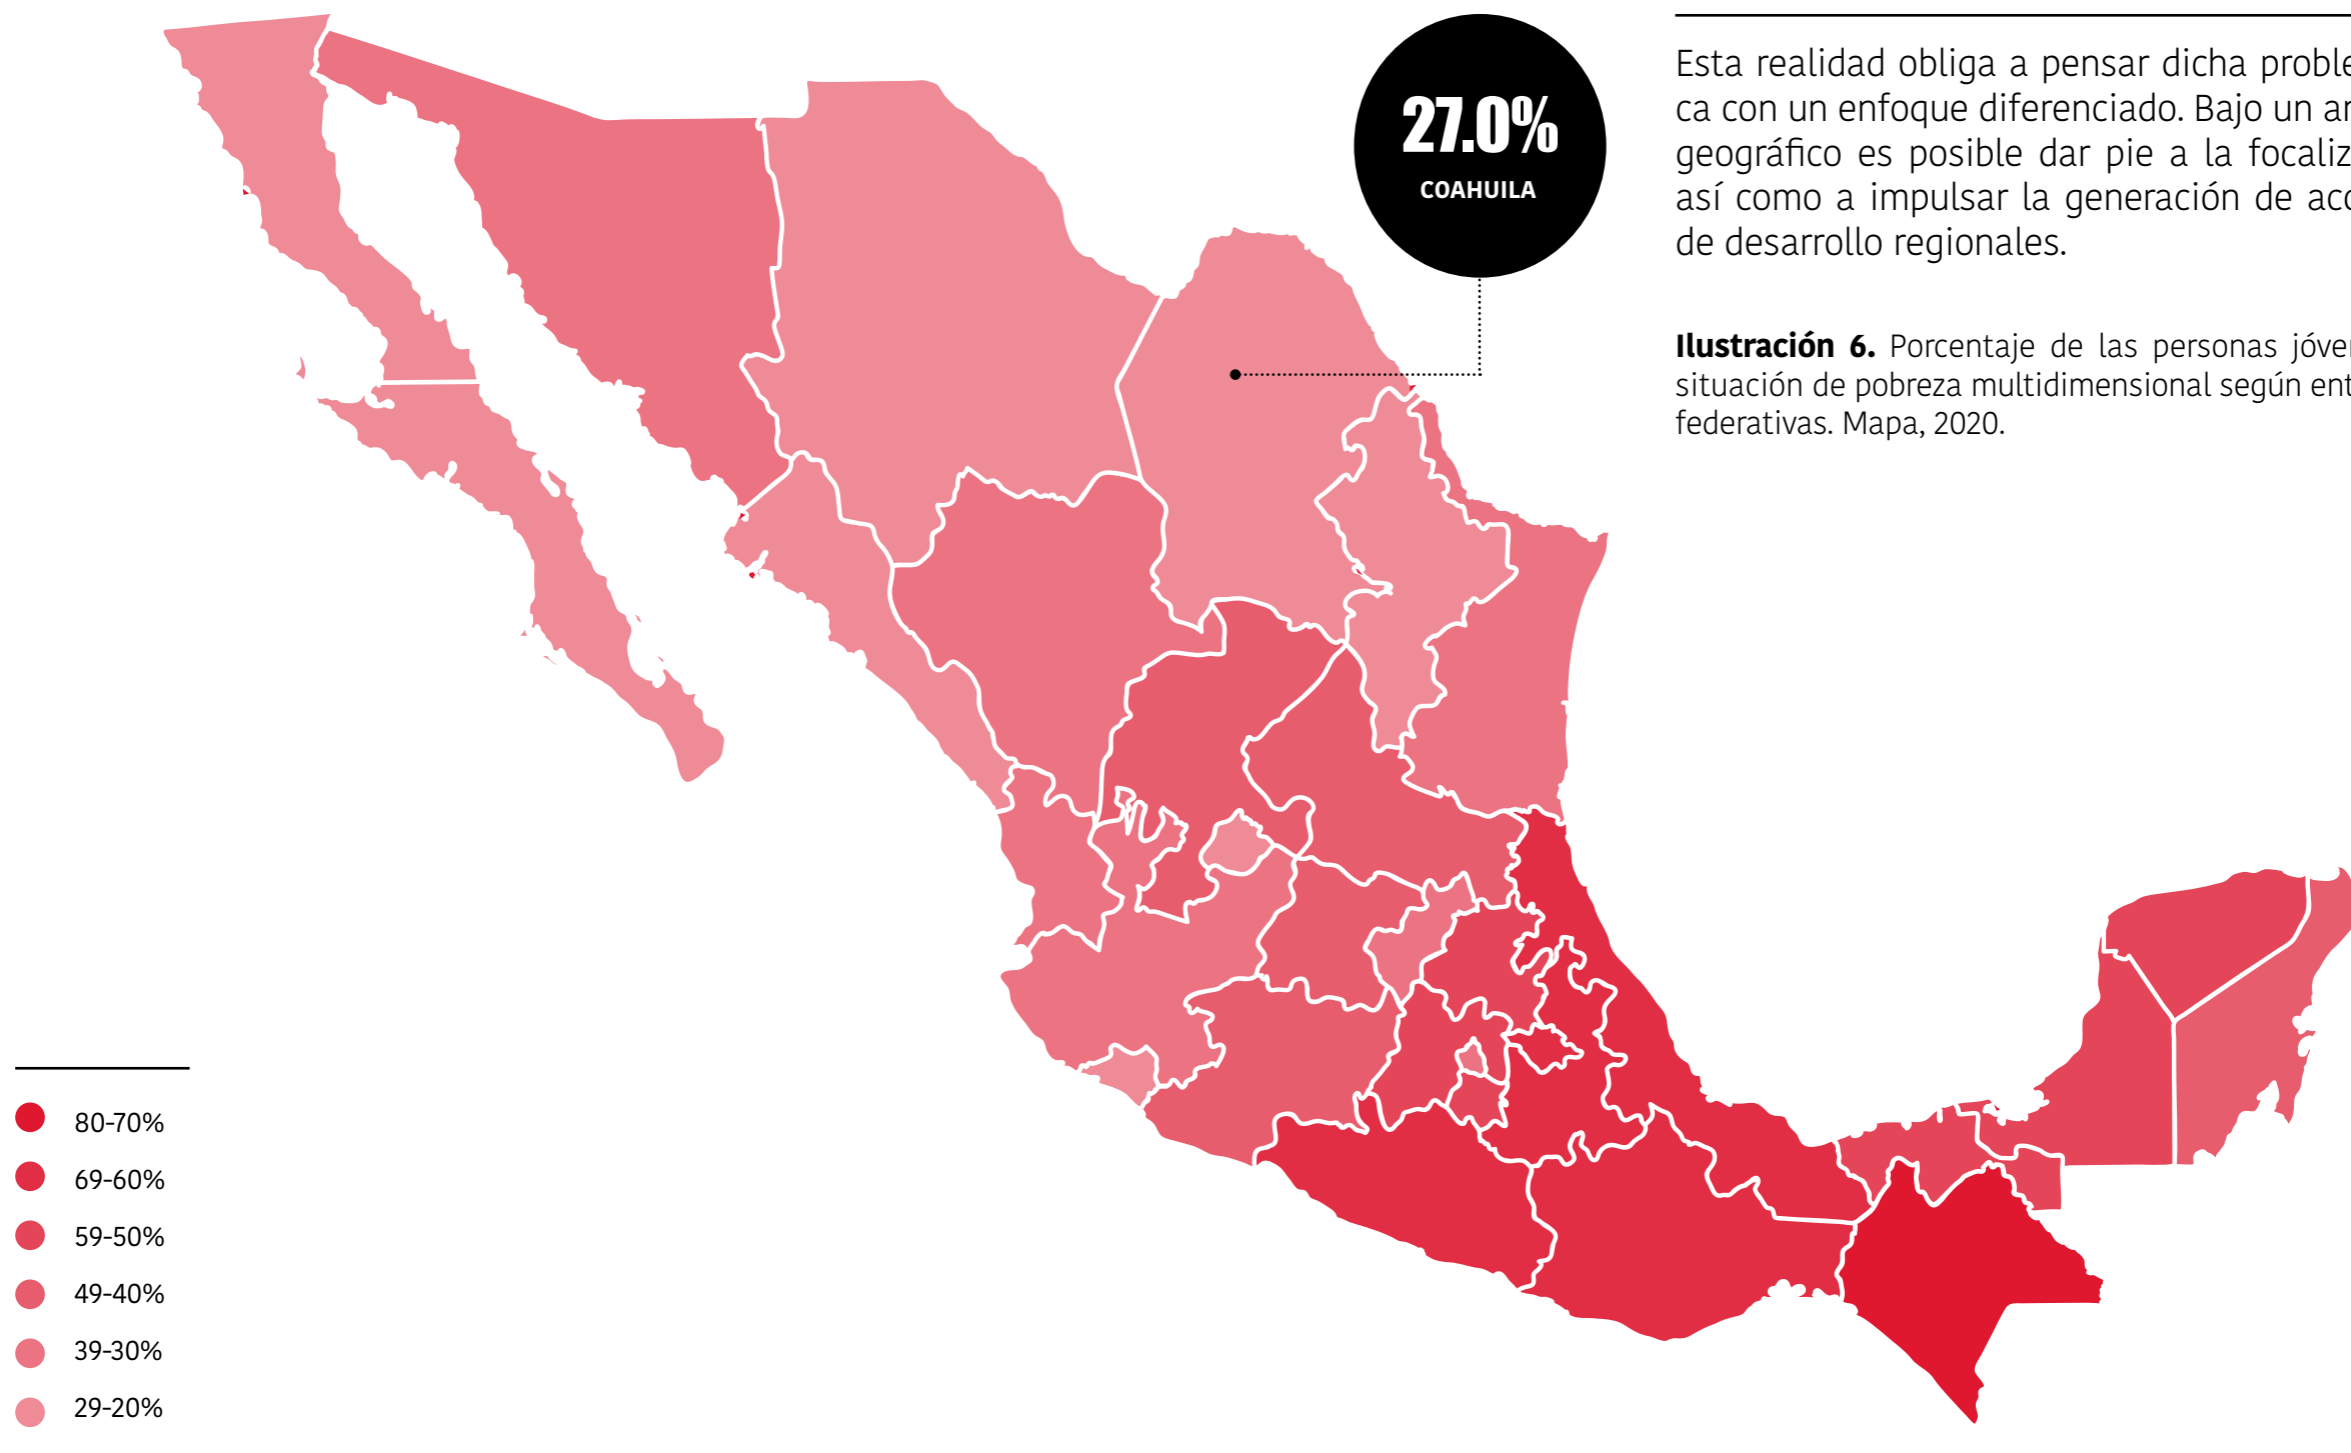 27.0%
COAHUILA
Esta realidad obliga a pensar dicha proble
ca con un enfoque diferenciado. Bajo un
geográfico es posible dar pie a la focaliz
así como a impulsar la generación de acc
de desarrollo regionales.
Ilustración 6. Porcentaje de las personas jóve
situación de pobreza multidimensional según ent
federativas. Mapa, 2020.
80-70%
69-60%
59-50%
49-40%
39-30%
29-20%